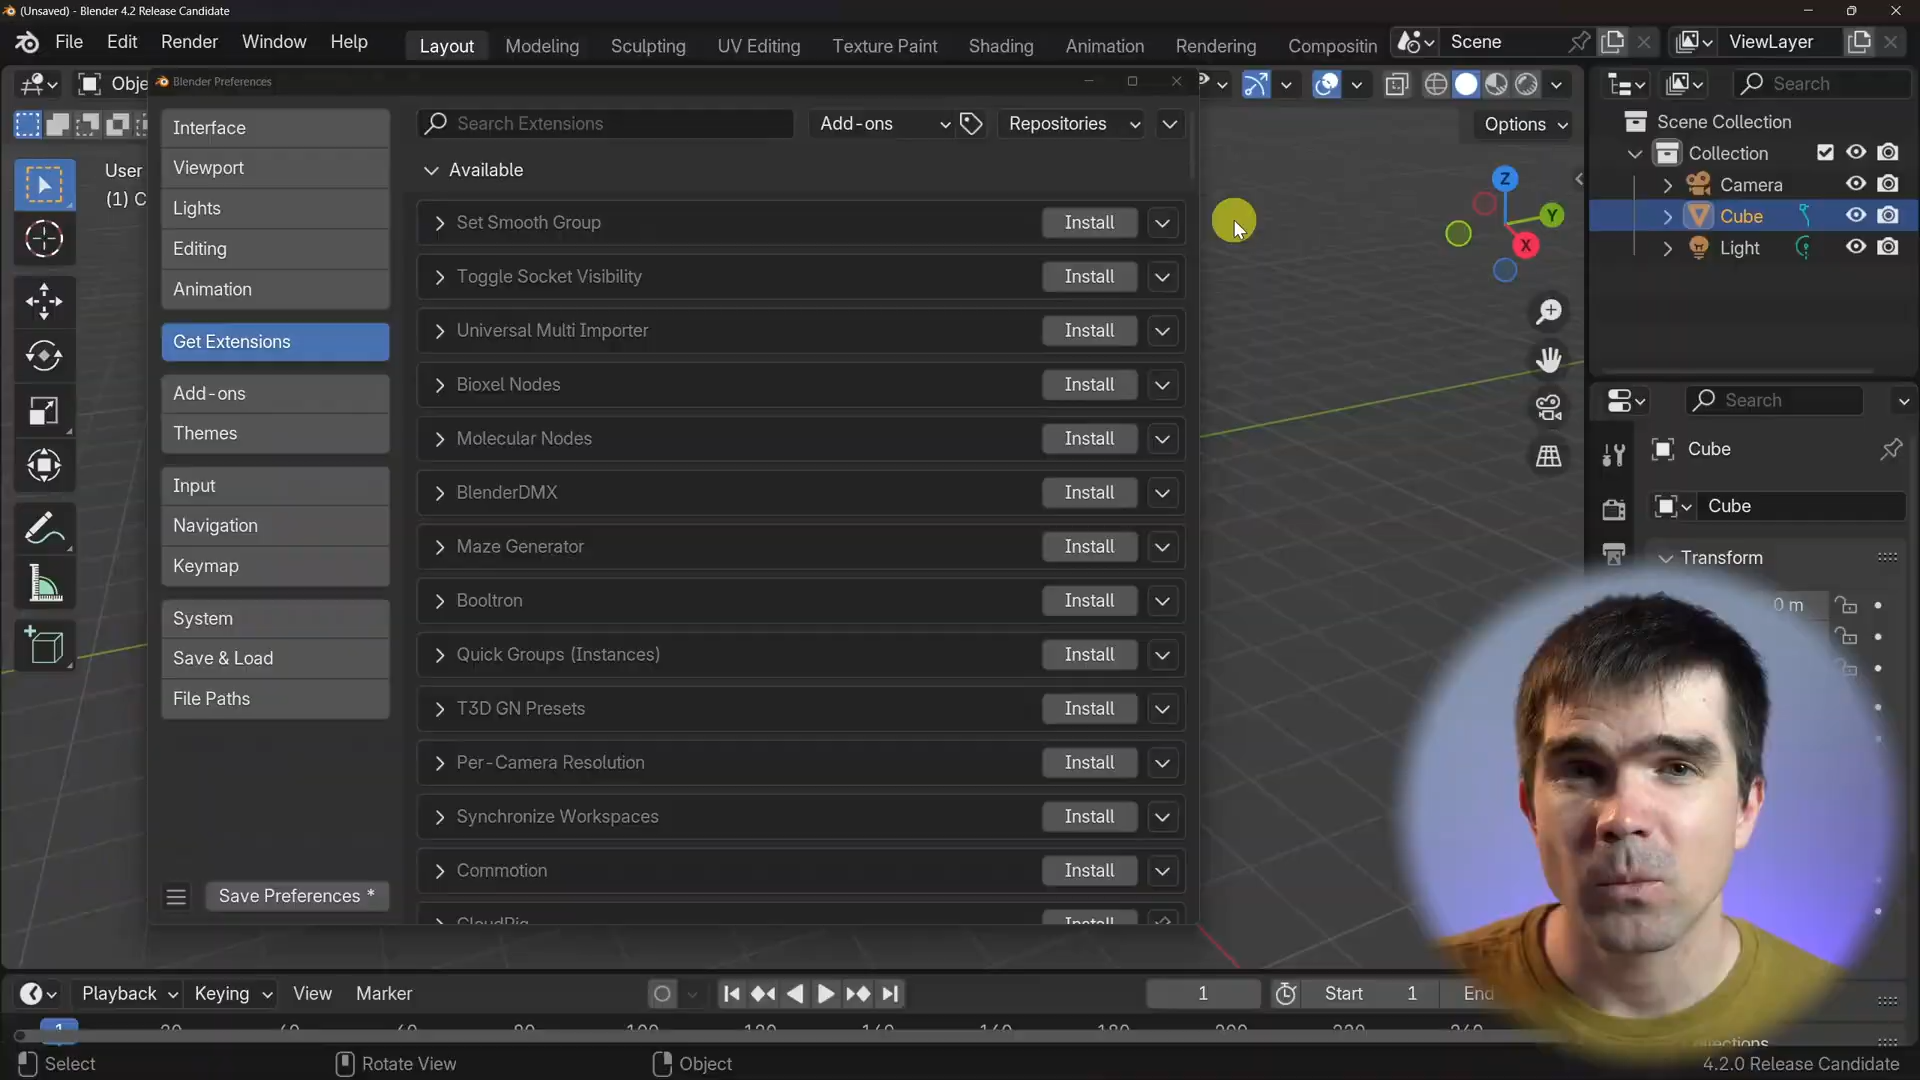 (Unsaved) - Blender 4.2 Release Candidate
File Edit Render Window Help
Layout Modeling Sculpting UV Editing Texture Paint Shading Animation Rendering Compositin
Scene
ViewLayer
Obje
Blender Preferences
Options
User
(1) C
Interface
Viewport
Lights
Editing
Animation
Get Extensions
Add-ons
Themes
Input
Navigation
Keymap
System
Save & Load
File Paths
Save Preferences *
Search Extensions
Add-ons
Repositories
Available
Set Smooth Group Install
Toggle Socket Visibility Install
Universal Multi Importer Install
Bioxel Nodes Install
Molecular Nodes Install
BlenderDMX Install
Maze Generator Install
Booltron Install
Quick Groups (Instances) Install
T3D GN Presets Install
Per-Camera Resolution Install
Synchronize Workspaces Install
Commotion Install
CloudRig Install
Z
Y
X
Search
Scene Collection
Collection
Camera
Cube
Light
Search
Cube
Cube
Transform
0 m
Playback Keying View Marker
1 Start 1 End
1 20 40 60 80 100 120 140 160 180 200 220 240
Select Rotate View Object
4.2.0 Release Candidate